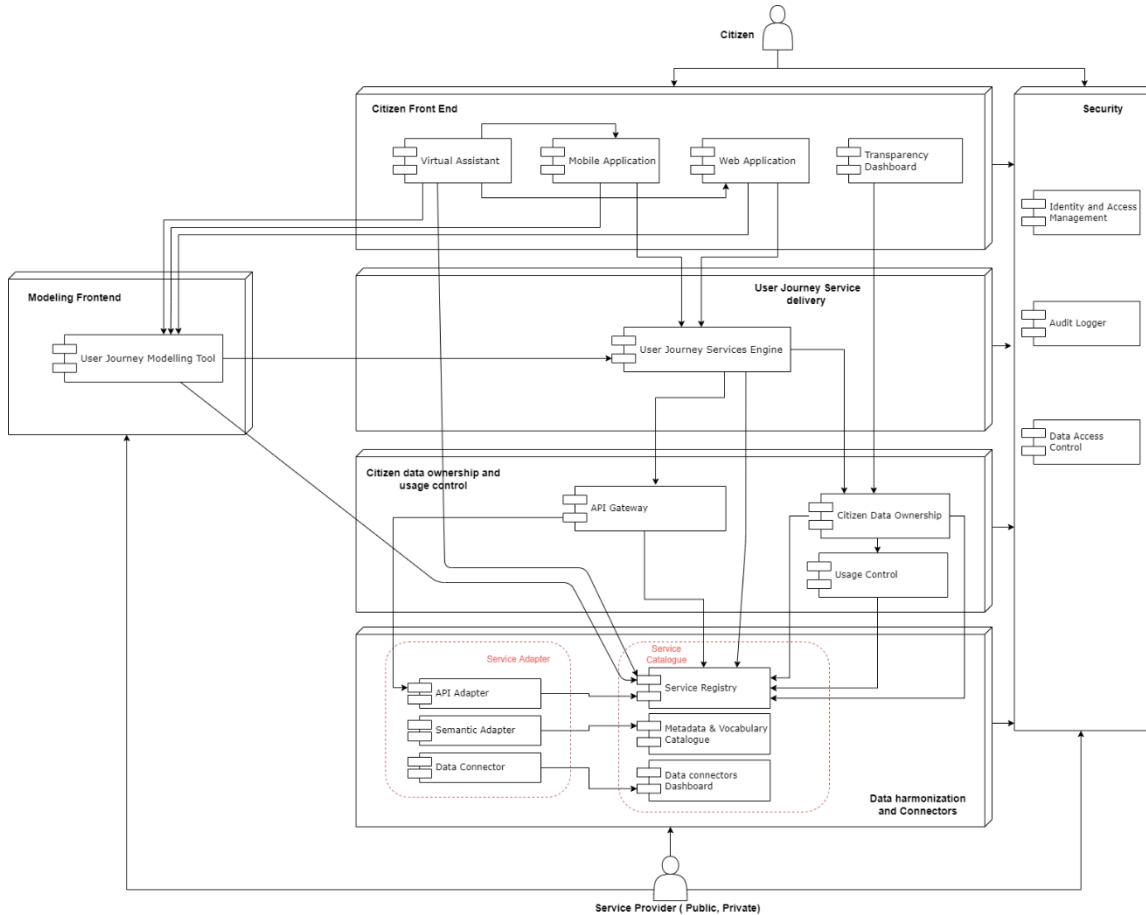 Citizen
Citizen Front End
Security
Virtual Assistant
Mobile Application
Web Application
Transparency
Dashboard
Identity and Access
Management
Modeling Frontend
User Journey Service
delivery
Audit Logger
User Journey Modelling Tool
User Journey Services Engine
Data Access
Control
Citizen data ownership and
usage control
API Gateway
Citizen Data Ownership
Usage Control
Service Adapter
Service
Catalogue
API Adapter
Service Registry
Semantic Adapter
Metadata & Vocabulary
Catalogue
Data Connector
Data connectors
Dashboard
Data harmonization
and Connectors
Service Provider ( Public, Private)